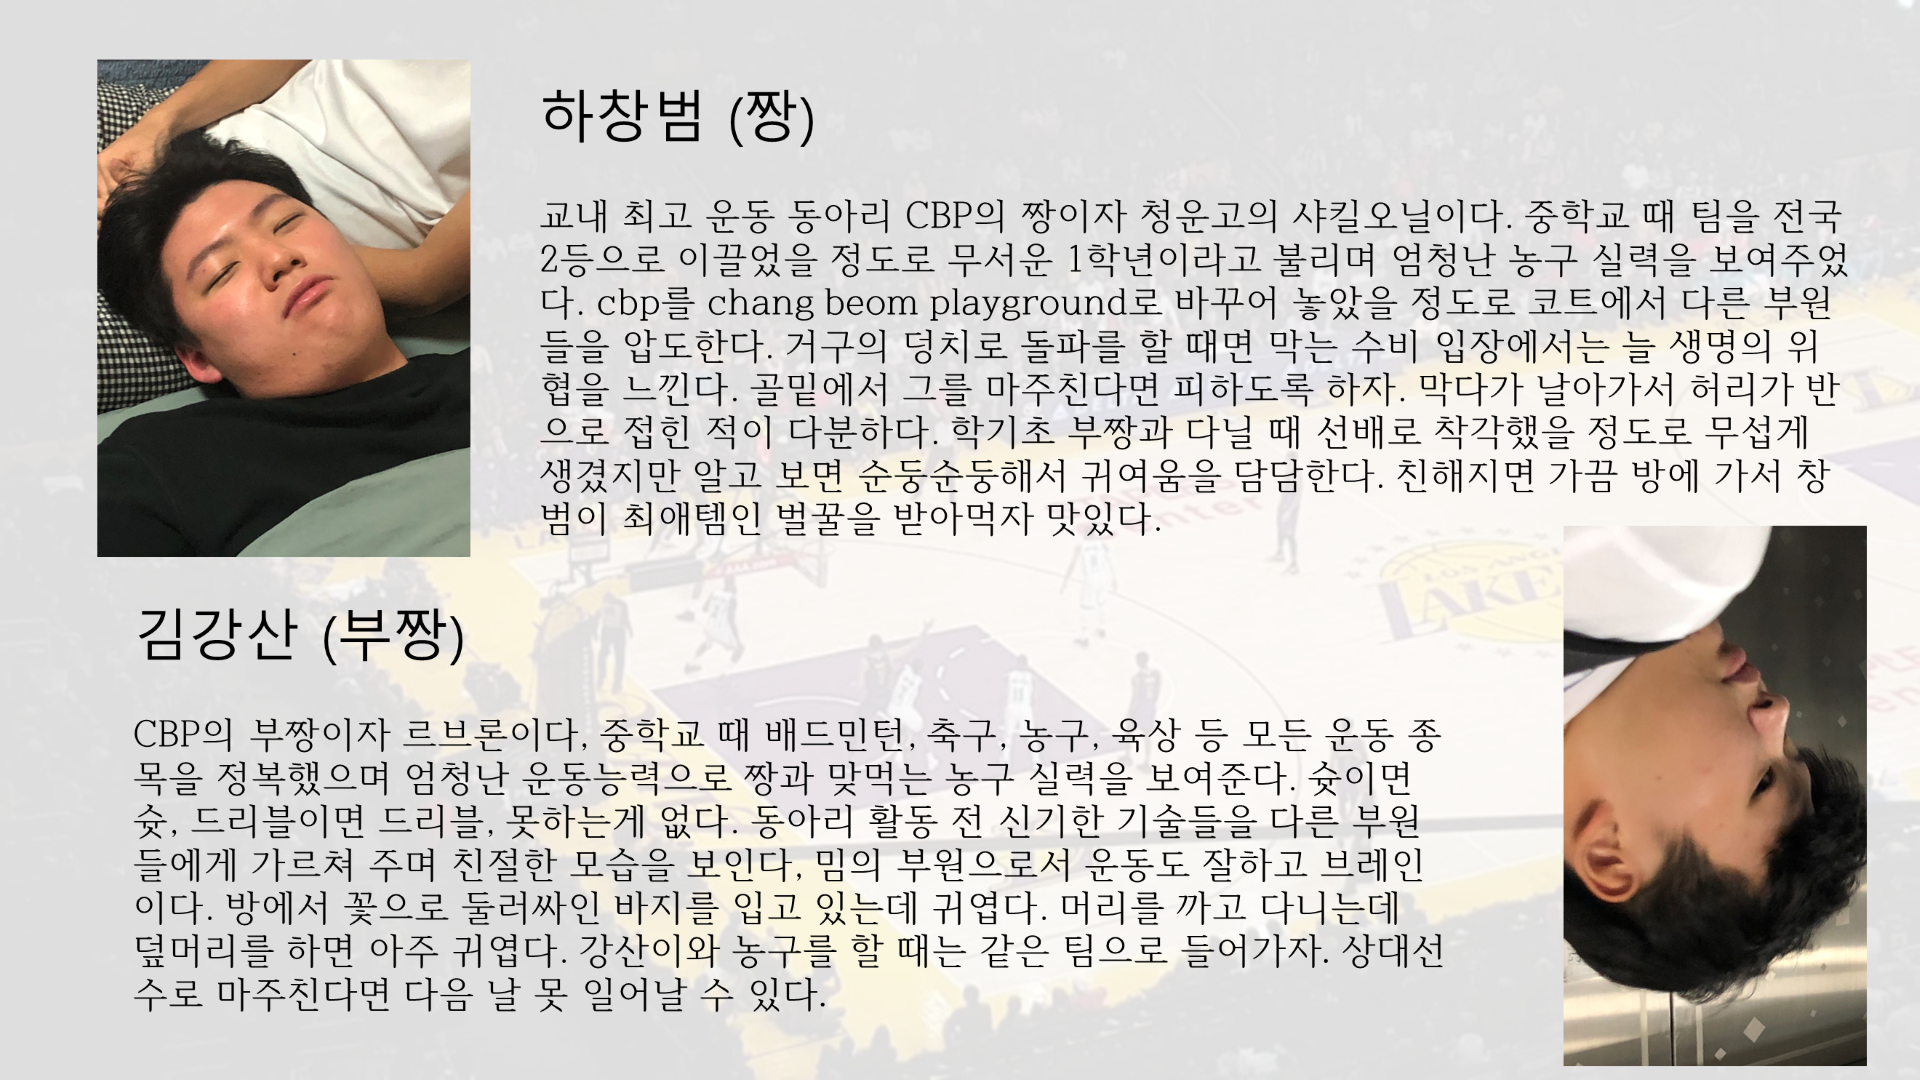 하창범 (짱)
교내 최고 운동 동아리 CBP의 짱이자 청운고의 샤킬오닐이다. 중학교 때 팀을 전국
2등으로 이끌었을 정도로 무서운 1학년이라고 불리며 엄청난 농구 실력을 보여주었
다. cbp를 chang beom playground로 바꾸어 놓았을 정도로 코트에서 다른 부원
들을 압도한다. 거구의 덩치로 돌파를 할 때면 막는 수비 입장에서는 늘 생명의 위
협을 느낀다. 골밑에서 그를 마주친다면 피하도록 하자. 막다가 날아가서 허리가 반
으로 접힌 적이 다분하다. 학기초 부짱과 다닐 때 선배로 착각했을 정도로 무섭게
생겼지만 알고 보면 순둥순둥해서 귀여움을 담담한다. 친해지면 가끔 방에 가서 창
범이 최애템인 벌꿀을 받아먹자 맛있다.
김강산 (부짱)
CBP의 부짱이자 르브론이다, 중학교 때 배드민턴, 축구, 농구, 육상 등 모든 운동 종
목을 정복했으며 엄청난 운동능력으로 짱과 맞먹는 농구 실력을 보여준다. 슛이면
슛, 드리블이면 드리블, 못하는게 없다. 동아리 활동 전 신기한 기술들을 다른 부원
들에게 가르쳐 주며 친절한 모습을 보인다, 밈의 부원으로서 운동도 잘하고 브레인
이다. 방에서 꽃으로 둘러싸인 바지를 입고 있는데 귀엽다. 머리를 까고 다니는데
덮머리를 하면 아주 귀엽다. 강산이와 농구를 할 때는 같은 팀으로 들어가자. 상대선
수로 마주친다면 다음 날 못 일어날 수 있다.
LOS ANGE
LAKE